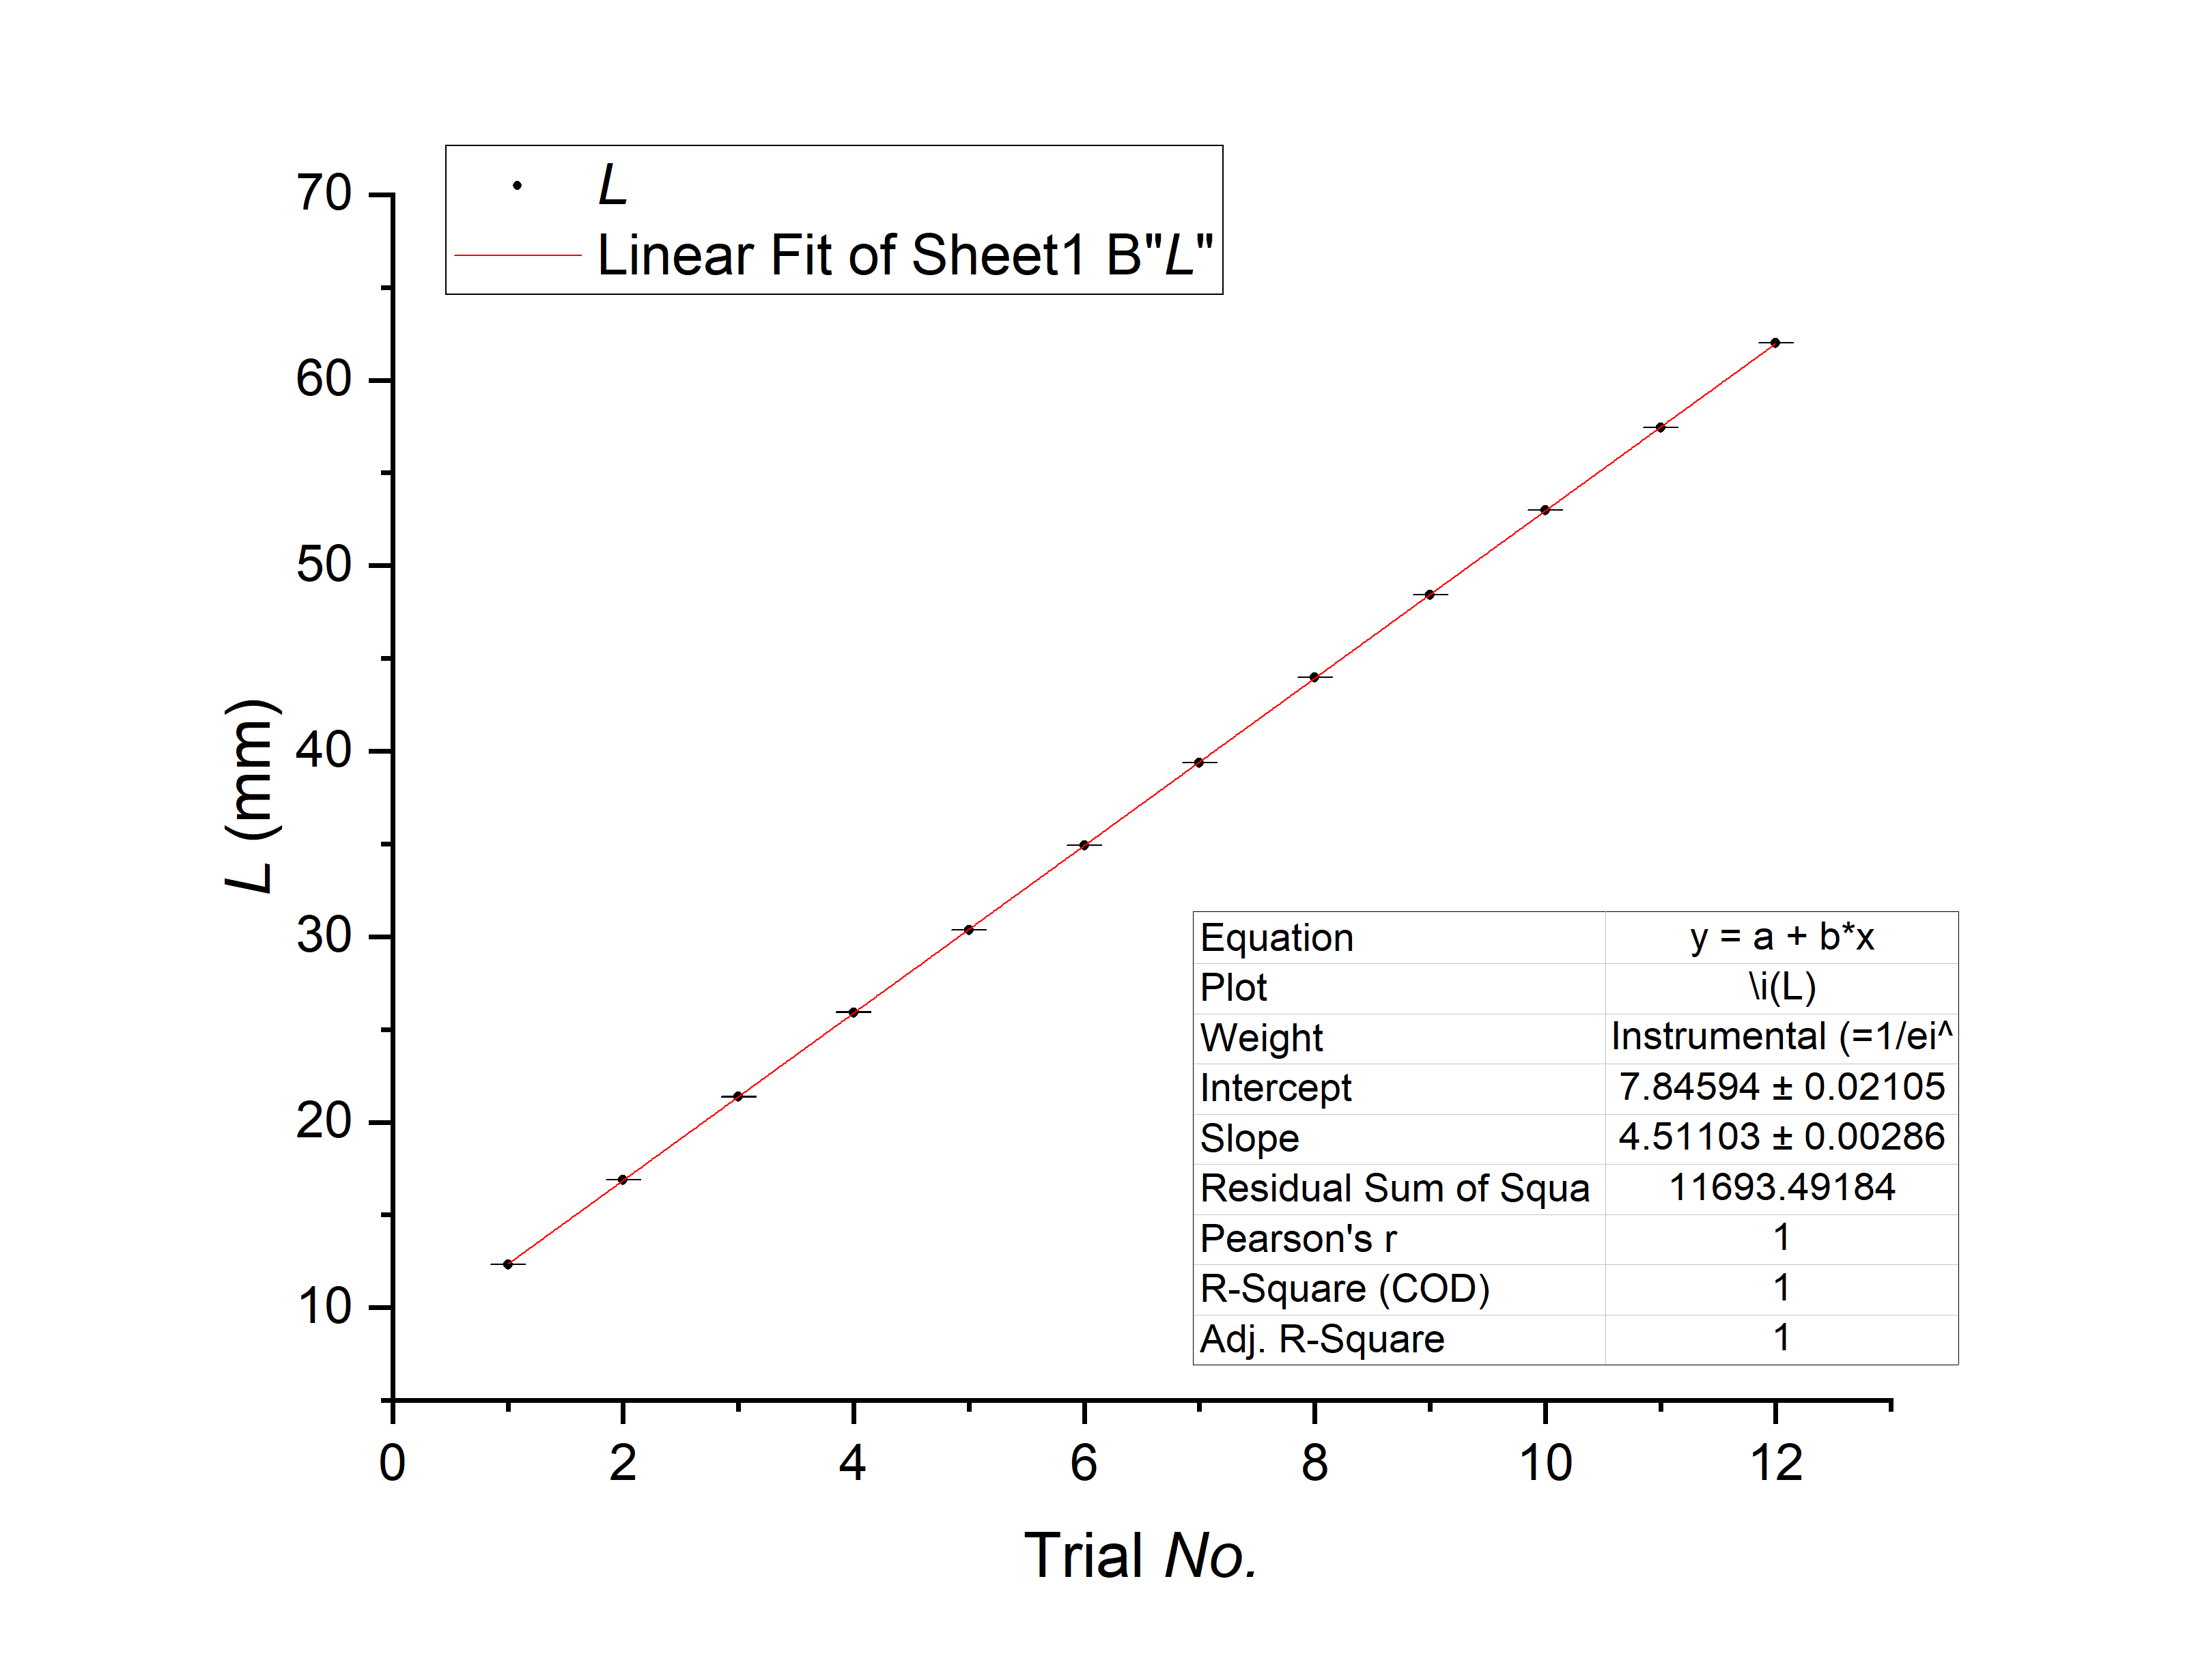 L
Linear Fit of Sheet1 B"L"
70
60
50
40
30
20
10
L (mm)
Equation y = a + b*x
Plot \i(L)
Weight Instrumental (=1/ei^
Intercept 7.84594 ± 0.02105
Slope 4.51103 ± 0.00286
Residual Sum of Squa 11693.49184
Pearson's r 1
R-Square (COD) 1
Adj. R-Square 1
0 2 4 6 8 10 12
Trial No.